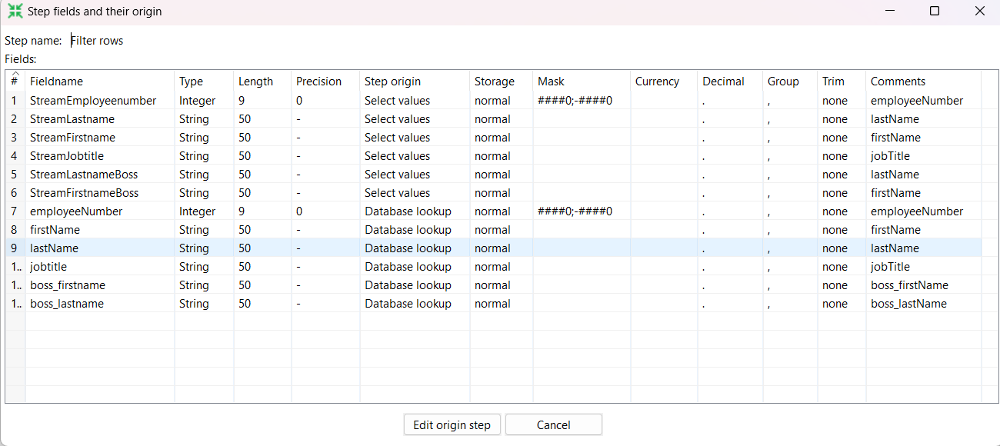 Step fields and their origin
Step name: Filter rows
Fields:
# Fieldname Type Length Precision Step origin Storage Mask Currency Decimal Group Trim Comments
1 StreamEmployeenumber Integer 9 0 Select values normal ####0;-####0 . , none employeeNumber
2 StreamLastname String 50 - Select values normal . , none lastName
3 StreamFirstname String 50 - Select values normal . , none firstName
4 StreamJobtitle String 50 - Select values normal . , none jobTitle
5 StreamLastnameBoss String 50 - Select values normal . , none lastName
6 StreamFirstnameBoss String 50 - Select values normal . , none firstName
7 employeeNumber Integer 9 0 Database lookup normal ####0;-####0 . , none employeeNumber
8 firstName String 50 - Database lookup normal . , none firstName
9 lastName String 50 - Database lookup normal . , none lastName
1.. jobtitle String 50 - Database lookup normal . , none jobTitle
1.. boss_firstname String 50 - Database lookup normal . , none boss_firstName
1.. boss_lastname String 50 - Database lookup normal . , none boss_lastName
Edit origin step Cancel